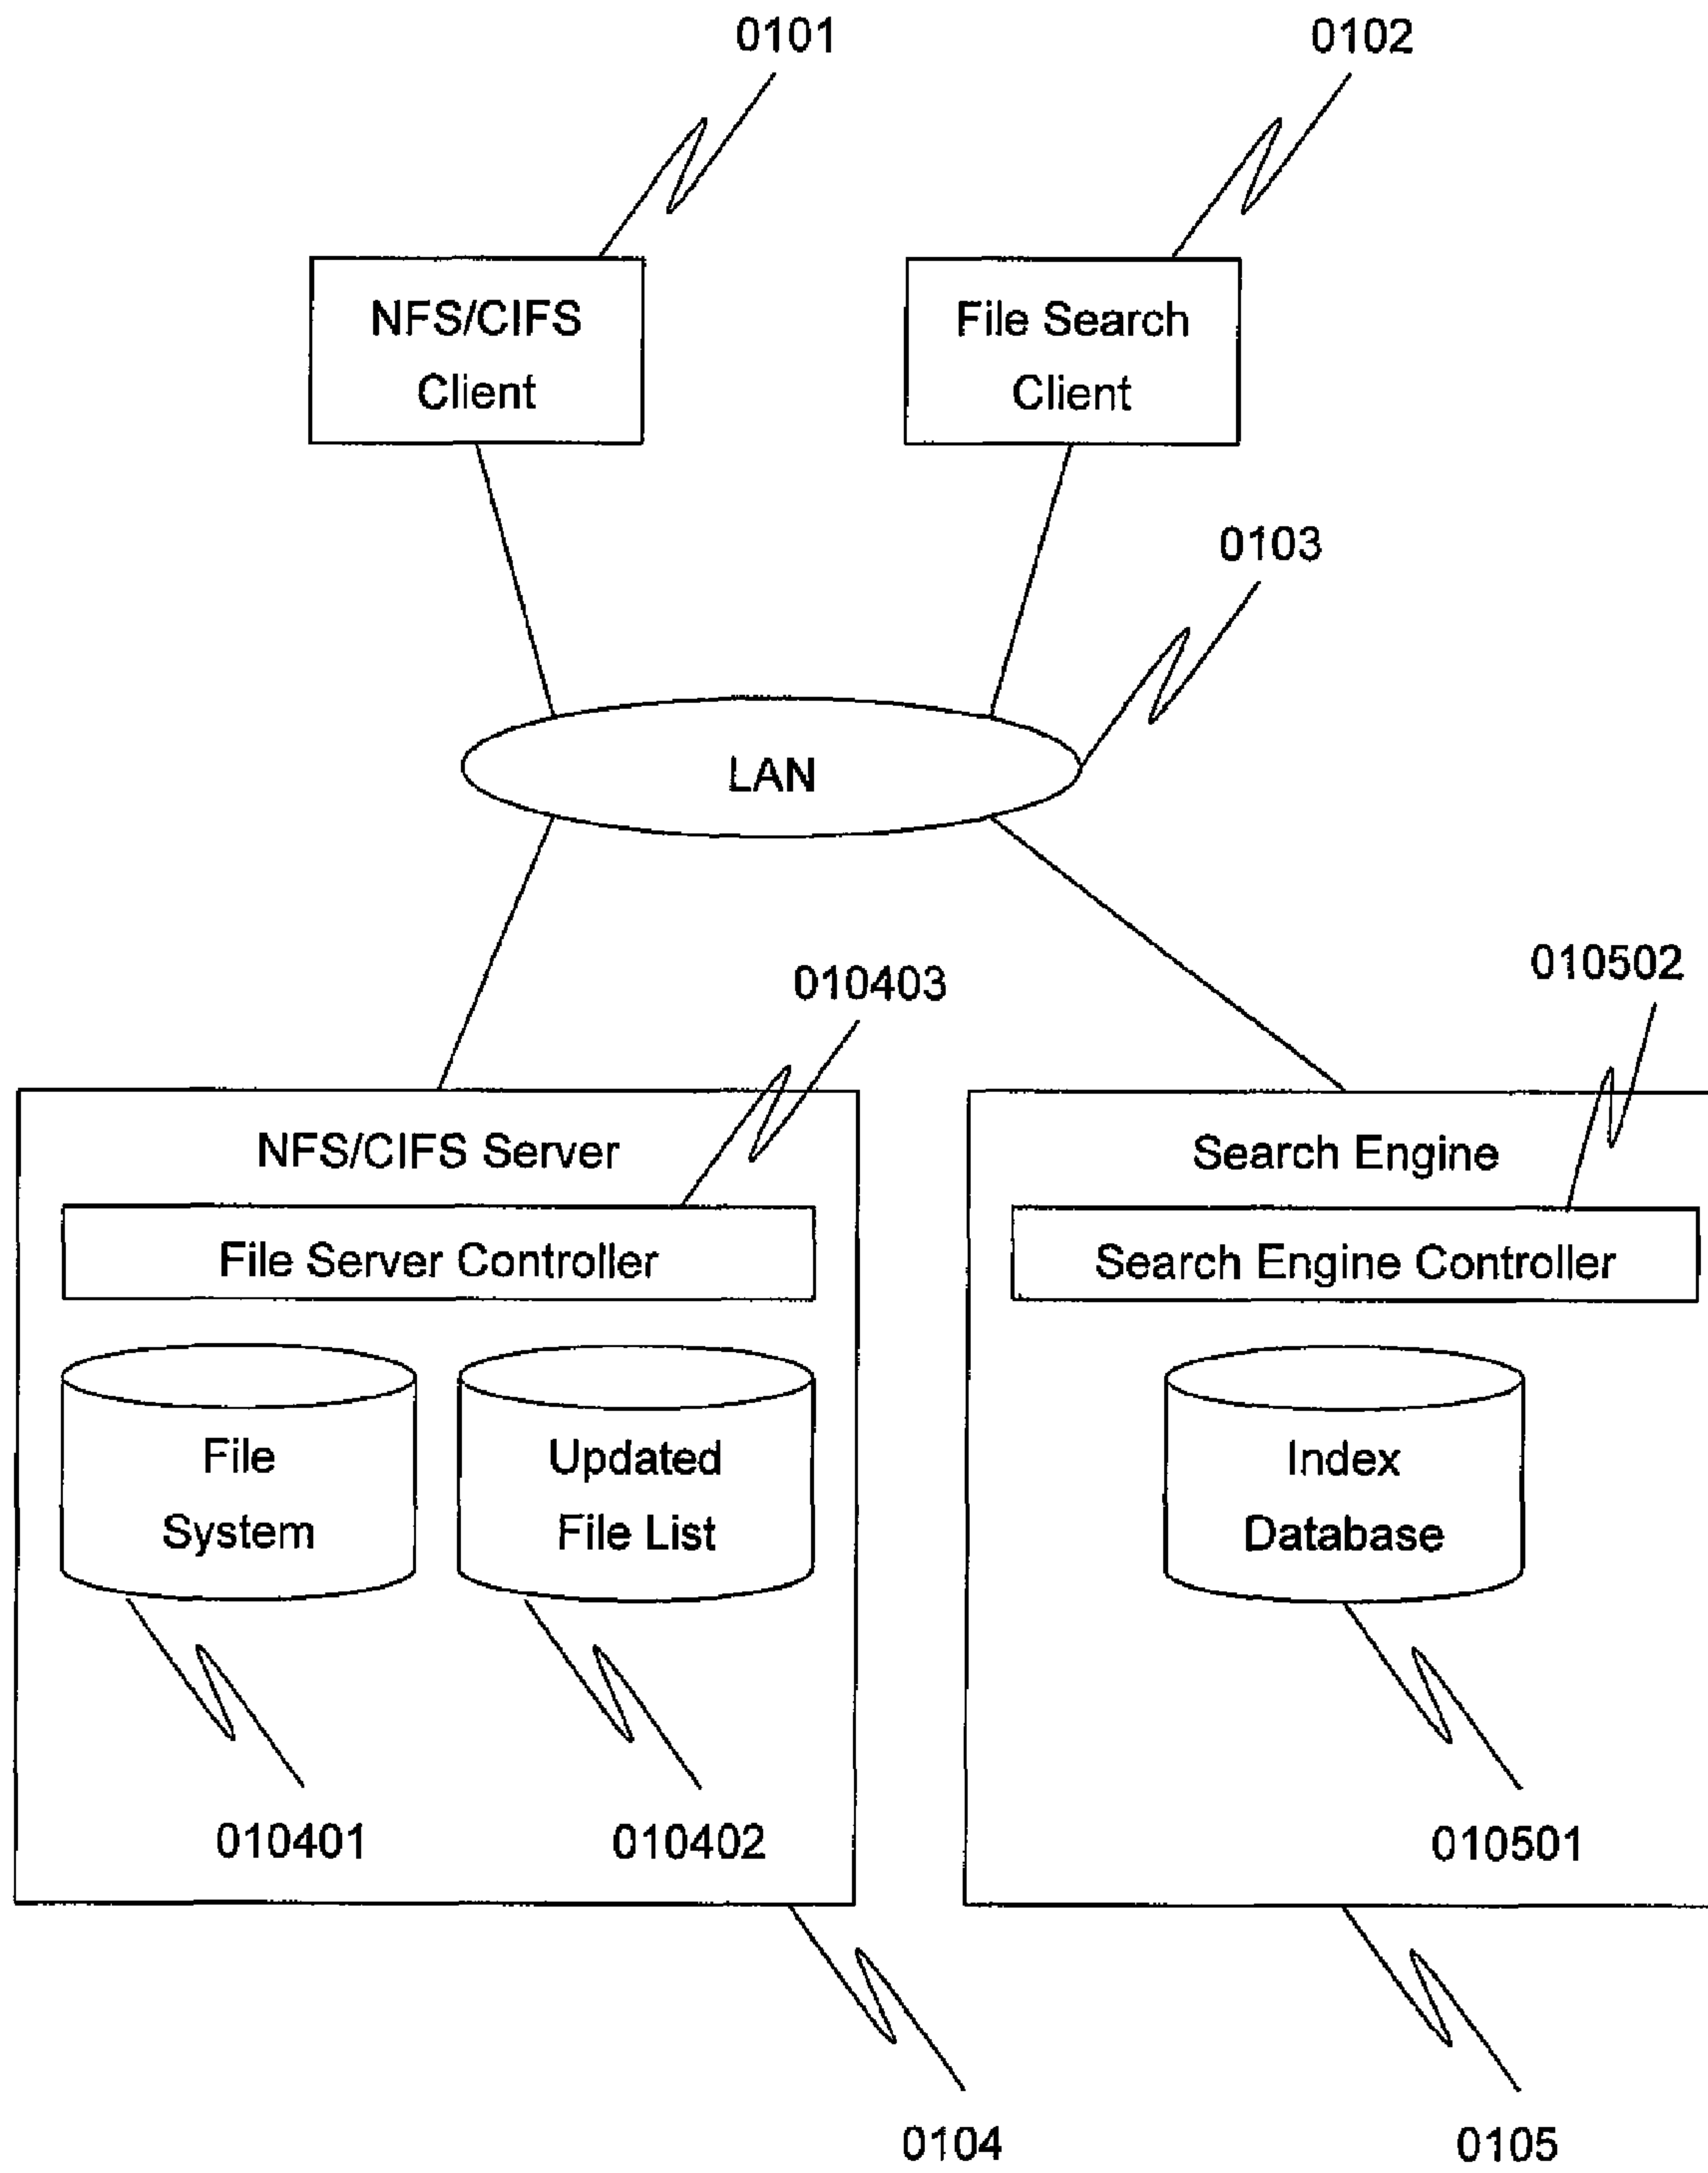 0101
0102
NFS/CIFS
Client
File Search
Client
0103
LAN
010403
010502
NFS/CIFS Server
File Server Controller
File
System
Updated
File List
010401
010402
Search Engine
Search Engine Controller
Index
Database
010501
0104
0105